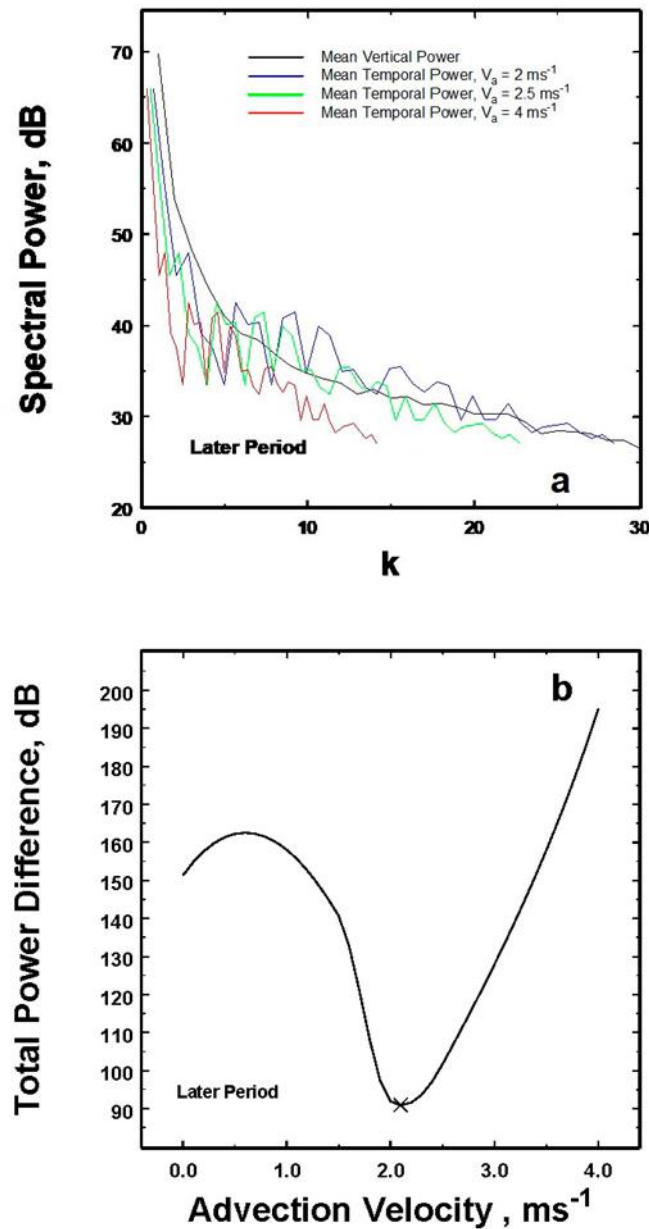 70
60
50
40
30
20
Spectral Power, dB
Mean Vertical Power
Mean Temporal Power, Va = 2 ms-1
Mean Temporal Power, Va = 2.5 ms-1
Mean Temporal Power, Va = 4 ms-1
Later Period
a
0 10 20 30
k
b
200
190
180
170
160
150
140
130
120
110
100
90
Total Power Difference, dB
Later Period
0.0 1.0 2.0 3.0 4.0
Advection Velocity , ms-1